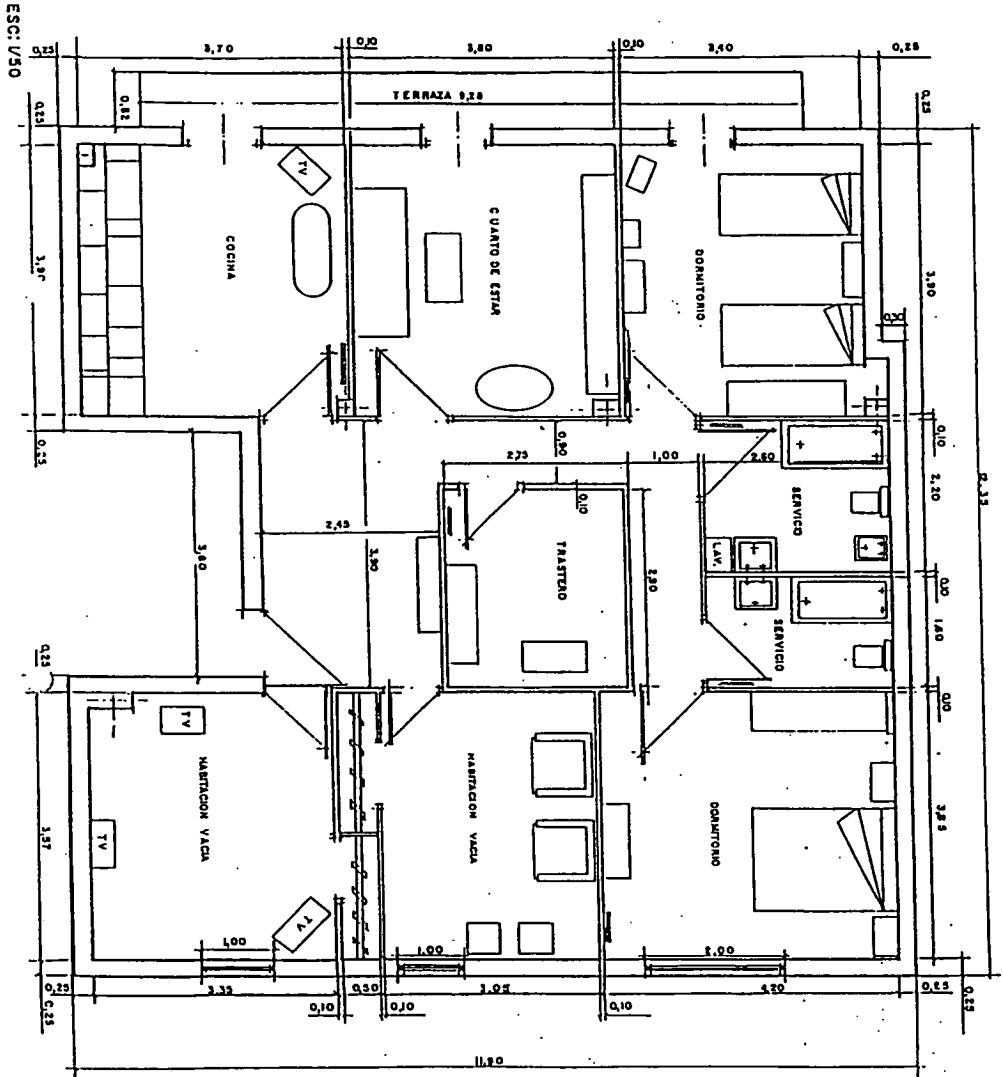 ESC: 1/50
0,25
3,70
0,10
3,80
0,10
3,40
0,25
TERRAZA 9,28
0,82
0,25
0,25
TV
COCINA
CUARTO DE ESTAR
DORMITORIO
3,90
0,30
12,35
0,25
0,90
2,75
1,00
2,60
0,10
2,20
0,10
SERVICIO
LAV.
TRASTERO
2,45
3,90
2,90
3,80
SERVICIO
0,10
1,60
0,25
0,10
TV
HABITACION VACIA
HABITACION VACIA
DORMITORIO
TV
TV
3,57
3,85
1,00
1,00
2,00
0,25
3,35
0,50
3,05
4,20
0,25
0,25
0,25
0,10
0,10
0,10
11,90